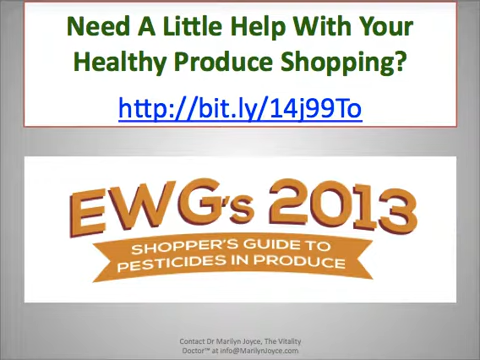 Need A Little Help With Your
Healthy Produce Shopping?
http://bit.ly/14j99To
EWG's 2013
SHOPPER'S GUIDE TO
PESTICIDES IN PRODUCE
Contact Dr Marilyn Joyce, The Vitality
Doctor™ at info@MarilynJoyce.com